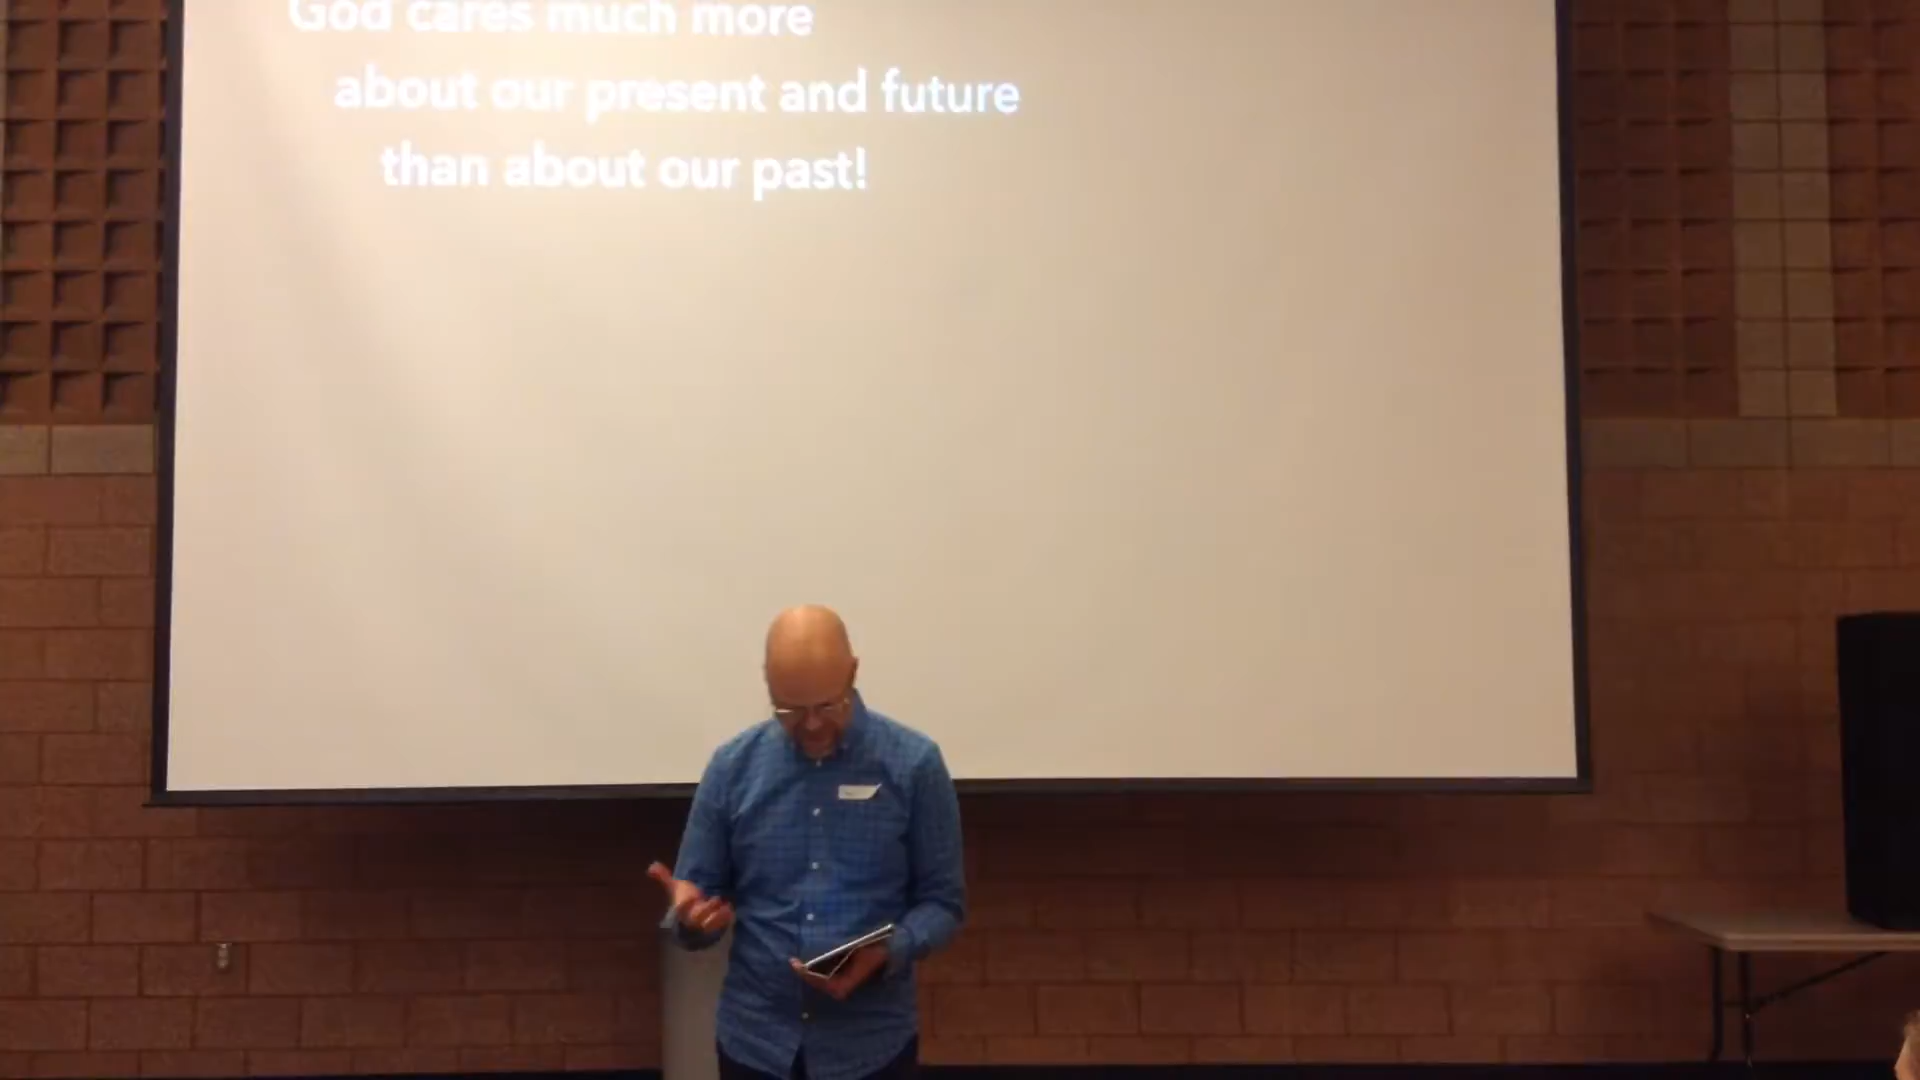 God cares much more
about our present and future
than about our past!